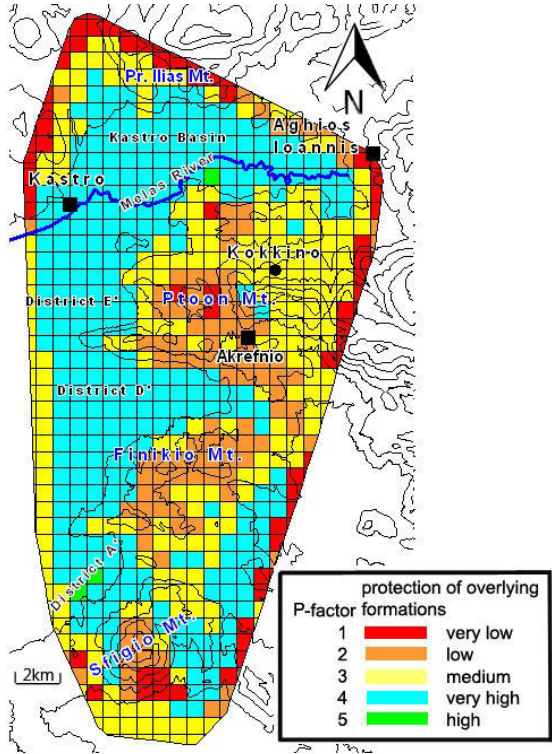 Pr. Ilias Mt.
N
Kastro Basin
Aghios
Ioannis
Melas River
Kastro
Kokkino
District E'
Ptoon Mt.
Akrefnio
District D'
Finikio Mt.
District A'
Sfigio Mt.
2km
protection of overlying
P-factor formations
1 very low
2 low
3 medium
4 very high
5 high